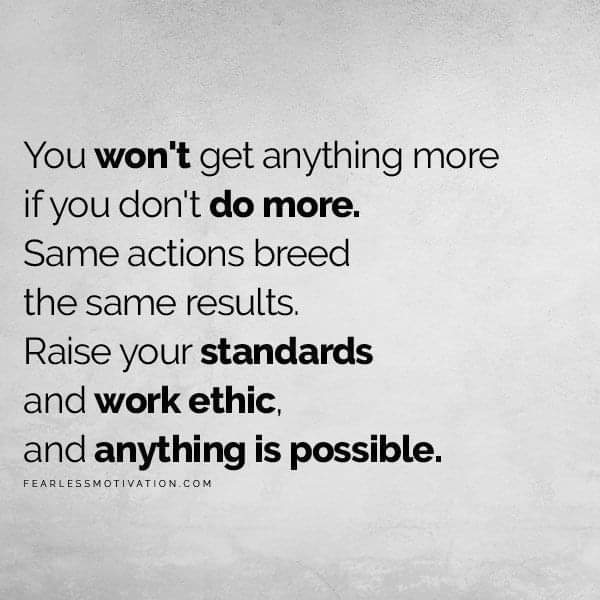 You won't get anything more
if you don't do more.
Same actions breed
the same results.
Raise your standards
and work ethic,
and anything is possible.
FEARLESSMOTIVATION.COM